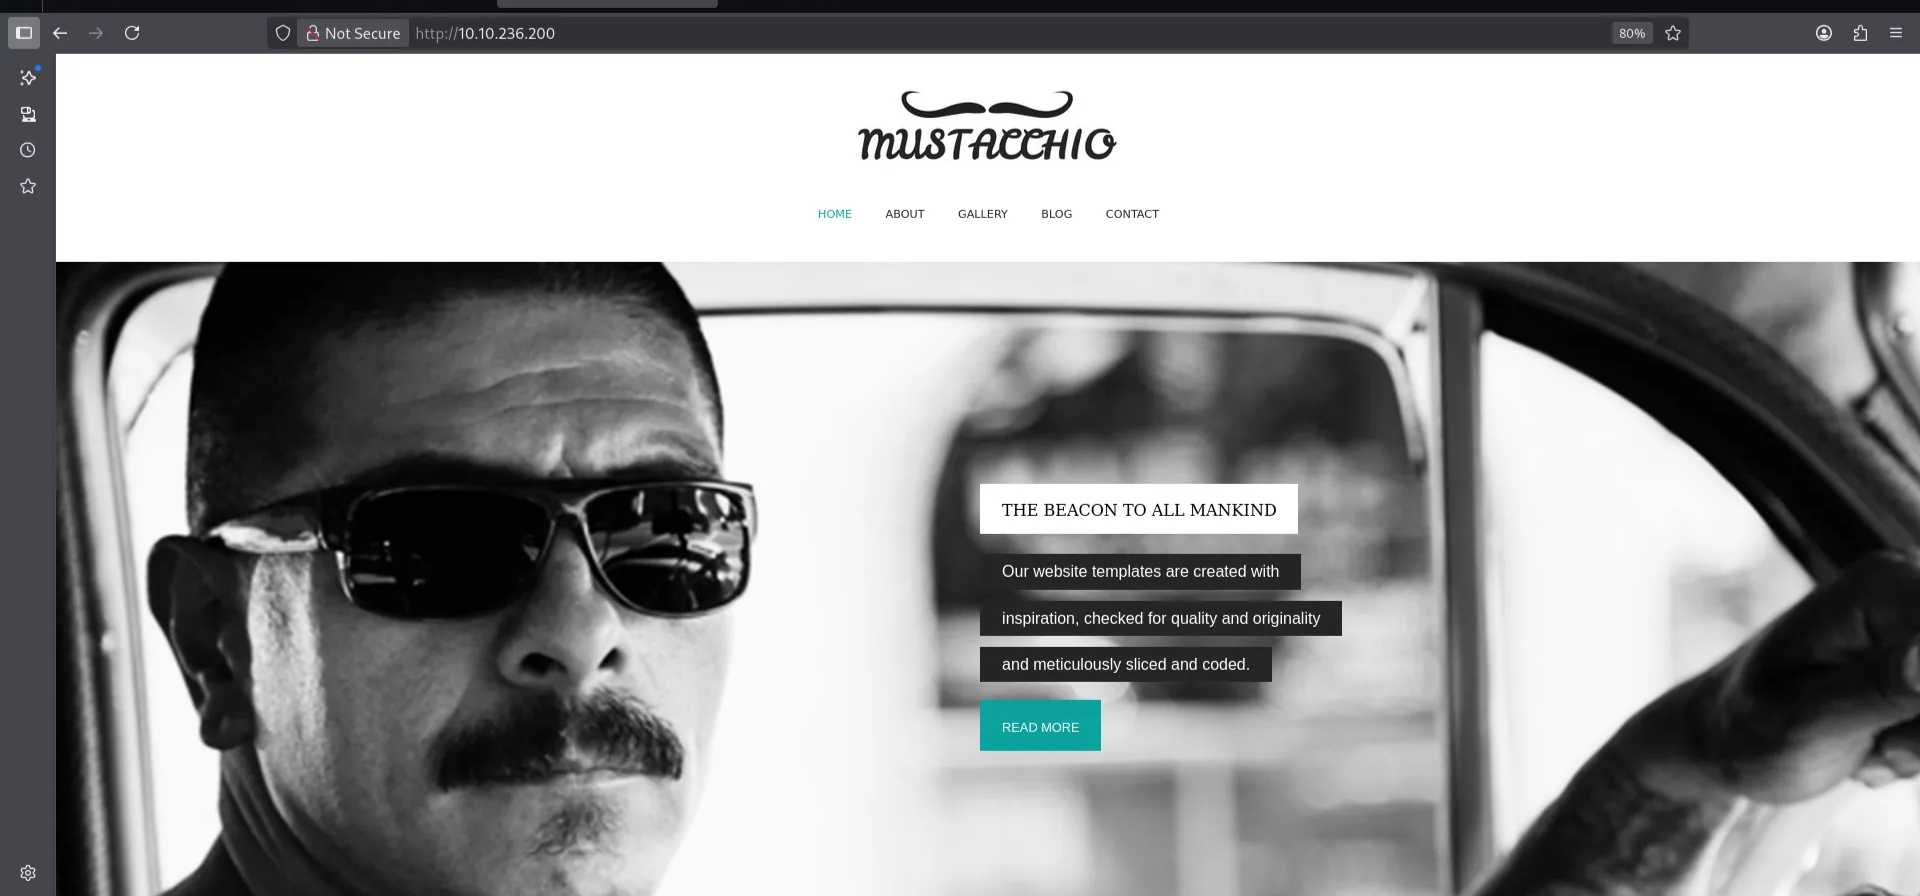 Not Secure
http://10.10.236.200
80%
MUSTACCHIO
HOME ABOUT GALLERY BLOG CONTACT
THE BEACON TO ALL MANKIND
Our website templates are created with
inspiration, checked for quality and originality
and meticulously sliced and coded.
READ MORE